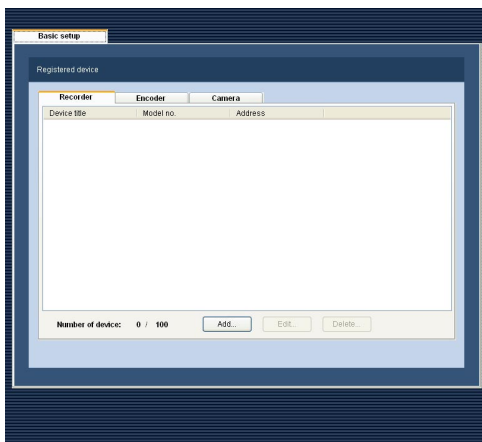 Basic setup
Registered device
Recorder Encoder Camera
Device title Model no. Address
Number of device: 0 / 100 Add... Edit... Delete...